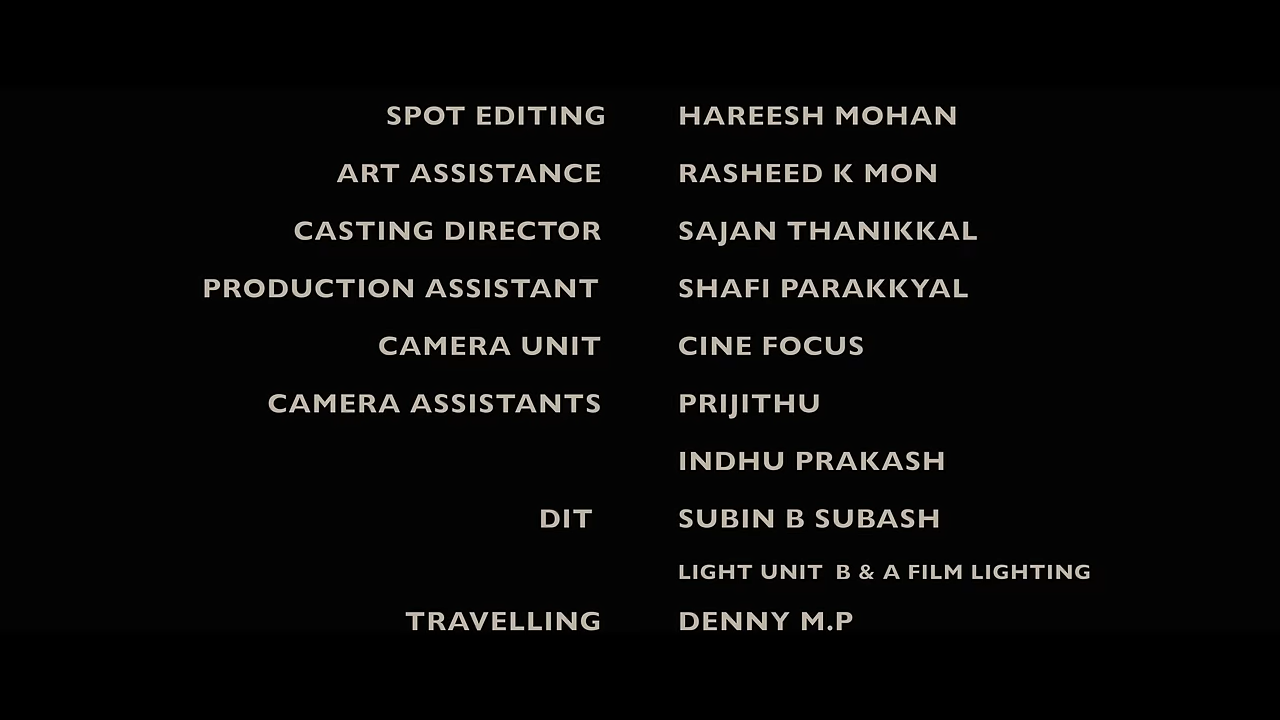 SPOT EDITING HAREESH MOHAN
ART ASSISTANCE RASHEED K MON
CASTING DIRECTOR SAJAN THANIKKAL
PRODUCTION ASSISTANT SHAFI PARAKKYAL
CAMERA UNIT CINE FOCUS
CAMERA ASSISTANTS PRIJITHU
INDHU PRAKASH
DIT SUBIN B SUBASH
LIGHT UNIT B & A FILM LIGHTING
TRAVELLING DENNY M.P